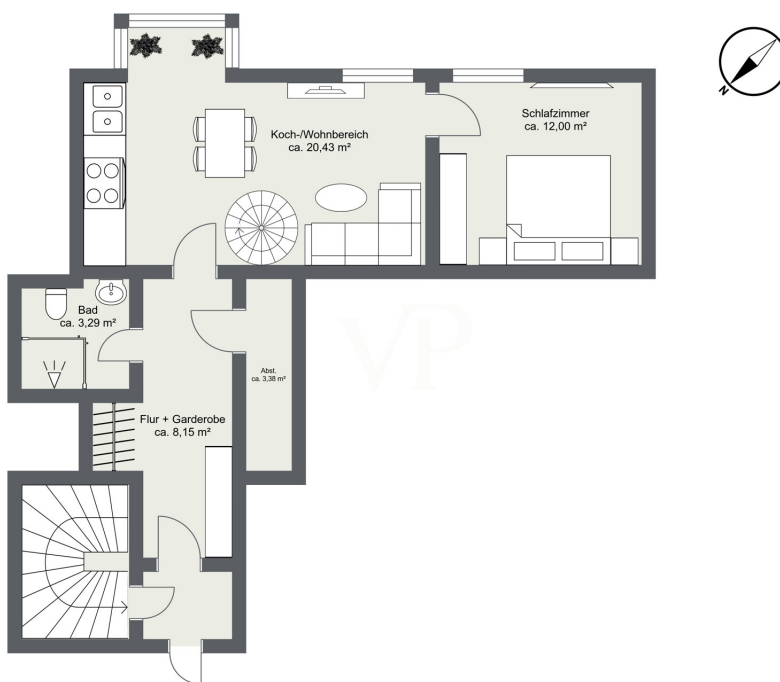 N
Koch-/Wohnbereich
ca. 20,43 m²
Schlafzimmer
ca. 12,00 m²
Bad
ca. 3,29 m²
Abst.
ca. 3,38 m²
Flur + Garderobe
ca. 8,15 m²
VP